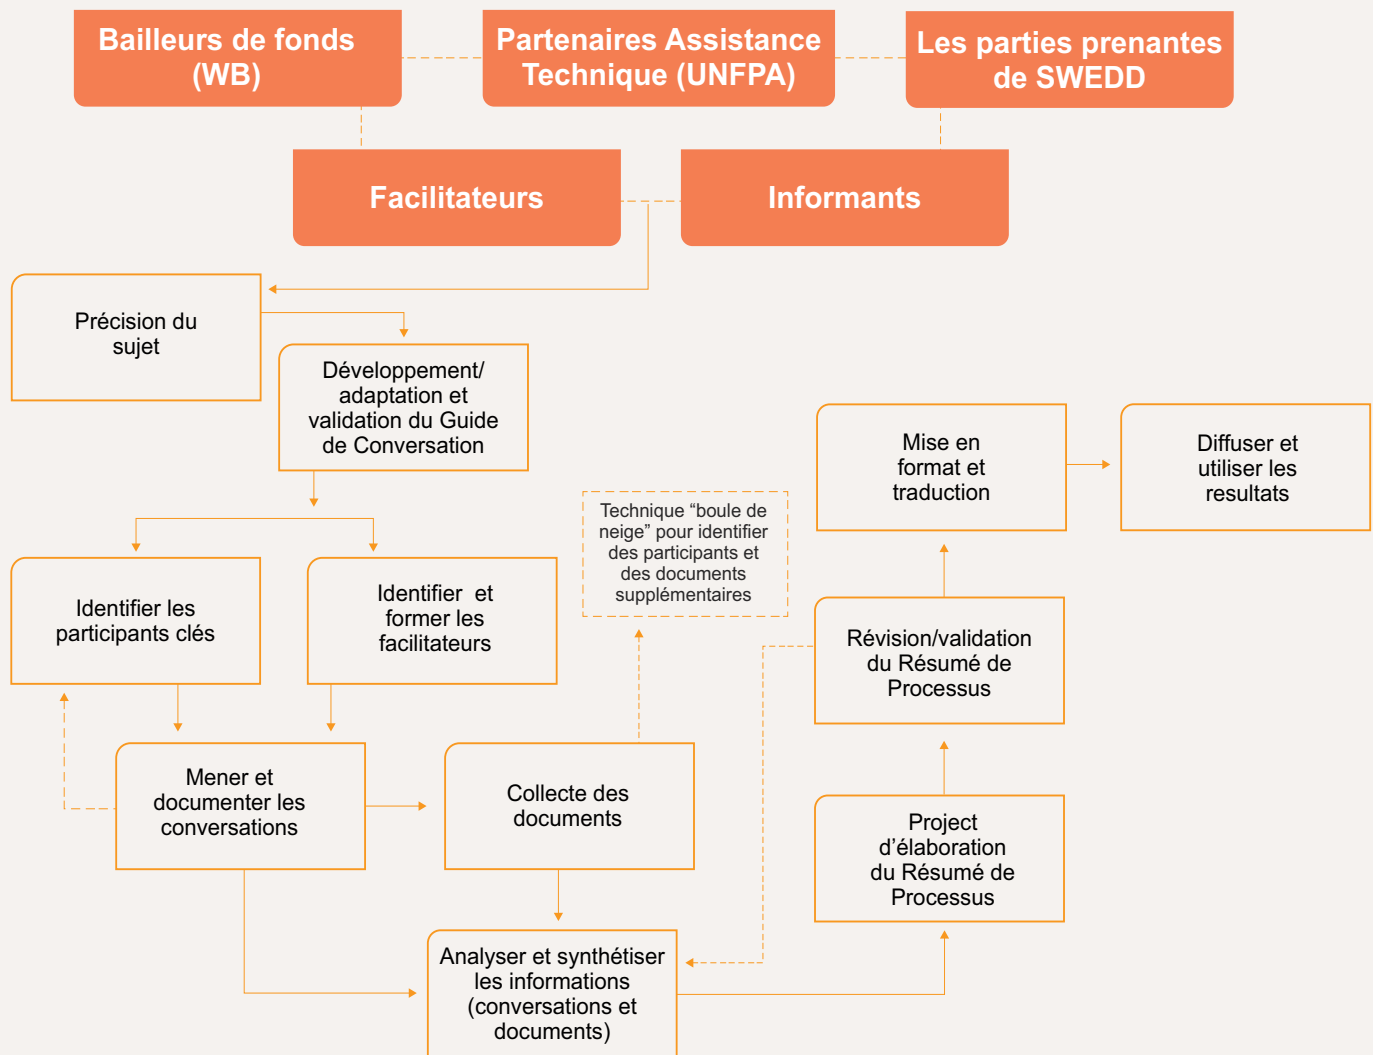 Bailleurs de fonds
(WB)
Partenaires Assistance
Technique (UNFPA)
Les parties prenantes
de SWEDD
Facilitateurs
Informants
Précision du
sujet
Développement/
adaptation et
validation du Guide
de Conversation
Identifier les
participants clés
Identifier et
former les
facilitateurs
Mener et
documenter les
conversations
Collecte des
documents
Technique “boule de
neige” pour identifier
des participants et
des documents
supplémentaires
Analyser et synthétiser
les informations
(conversations et
documents)
Project
d’élaboration
du Résumé de
Processus
Révision/validation
du Résumé de
Processus
Mise en
format et
traduction
Diffuser et
utiliser les
resultats